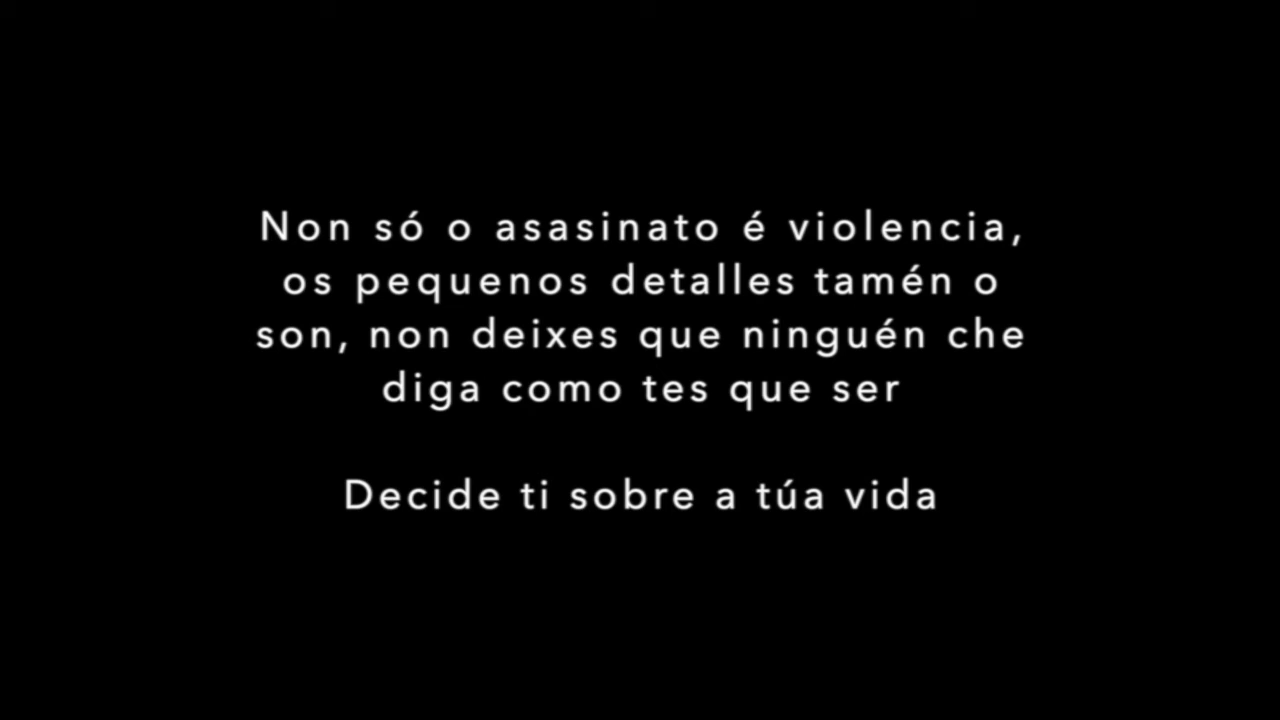 Non só o asasinato é violencia,
os pequenos detalles tamén o
son, non deixes que ninguén che
diga como tes que ser
Decide ti sobre a túa vida